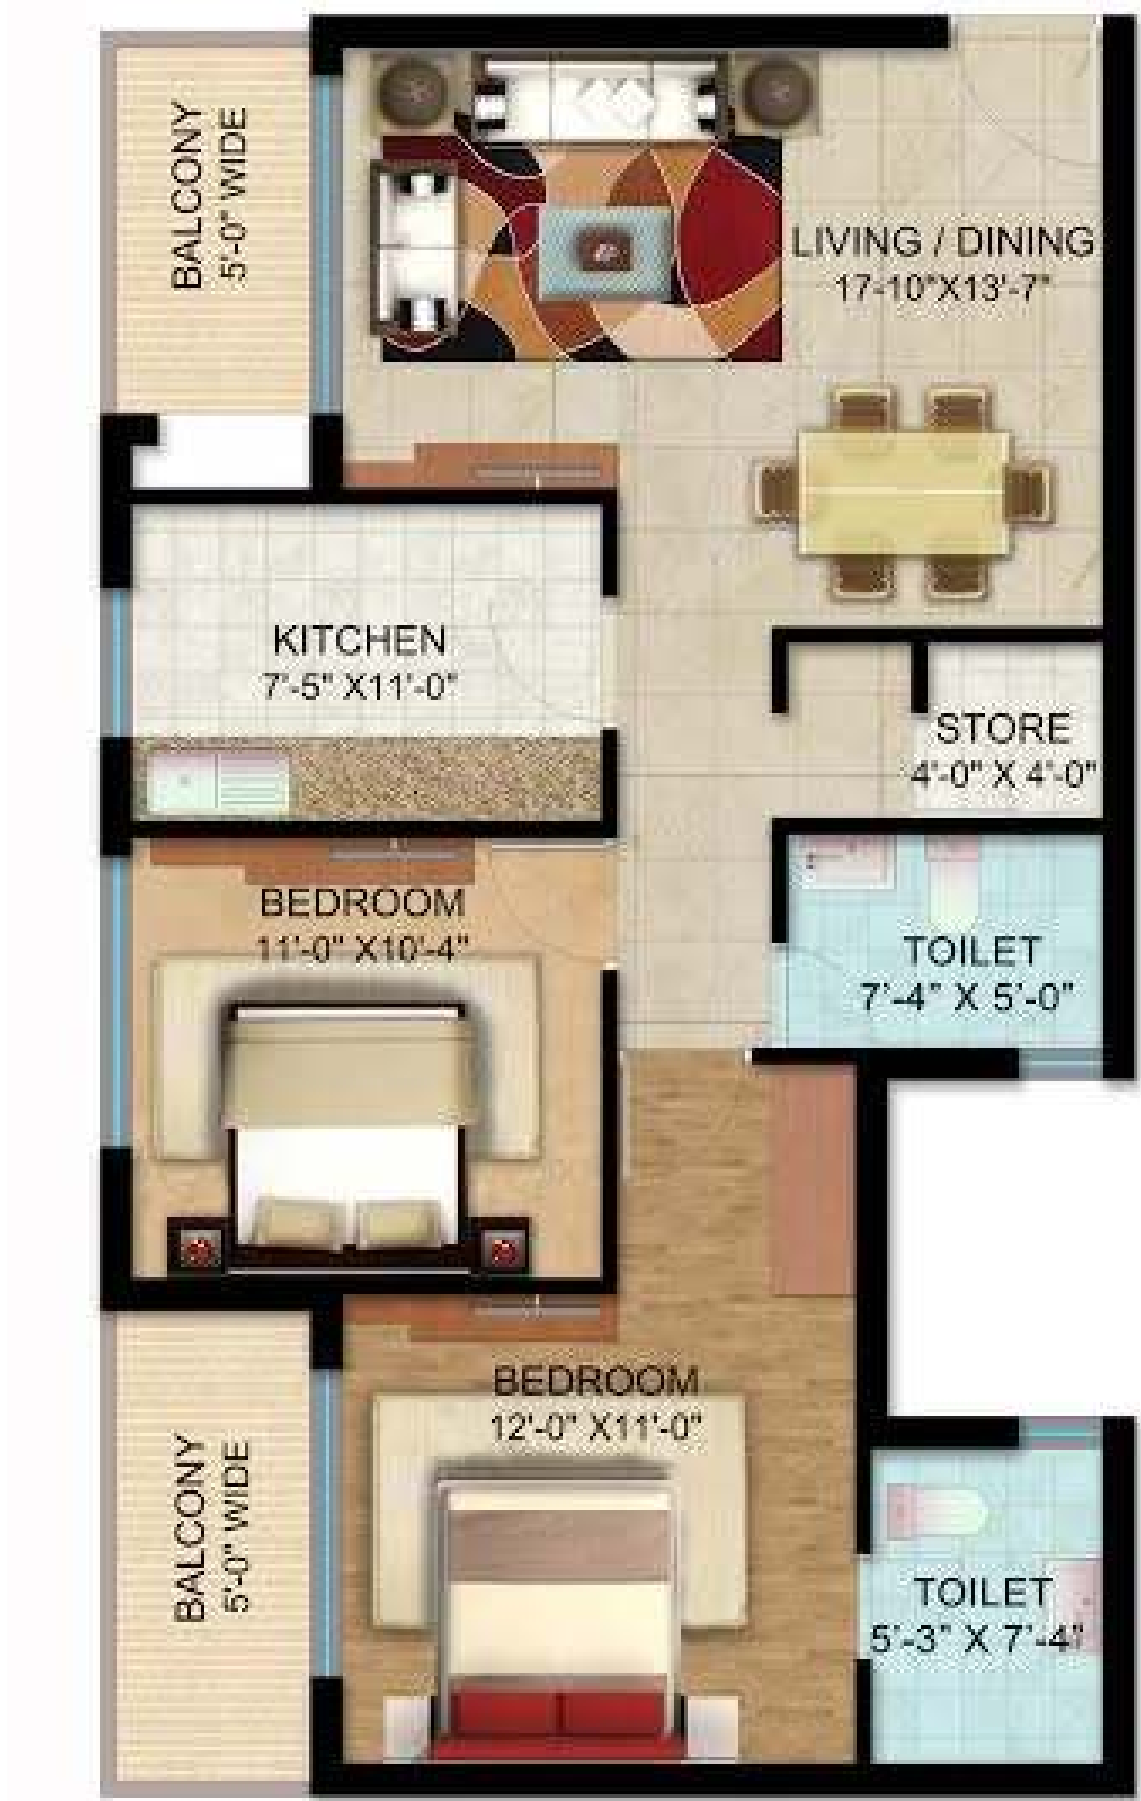 BALCONY
5'-0" WIDE
LIVING / DINING
17-10"X13'-7"
KITCHEN
7'-5" X11'-0"
STORE
4'-0" X 4'-0"
BEDROOM
11'-0" X10'-4"
TOILET
7'-4" X 5'-0"
BEDROOM
12'-0" X11'-0"
BALCONY
5'-0" WIDE
TOILET
5'-3" X 7'-4"